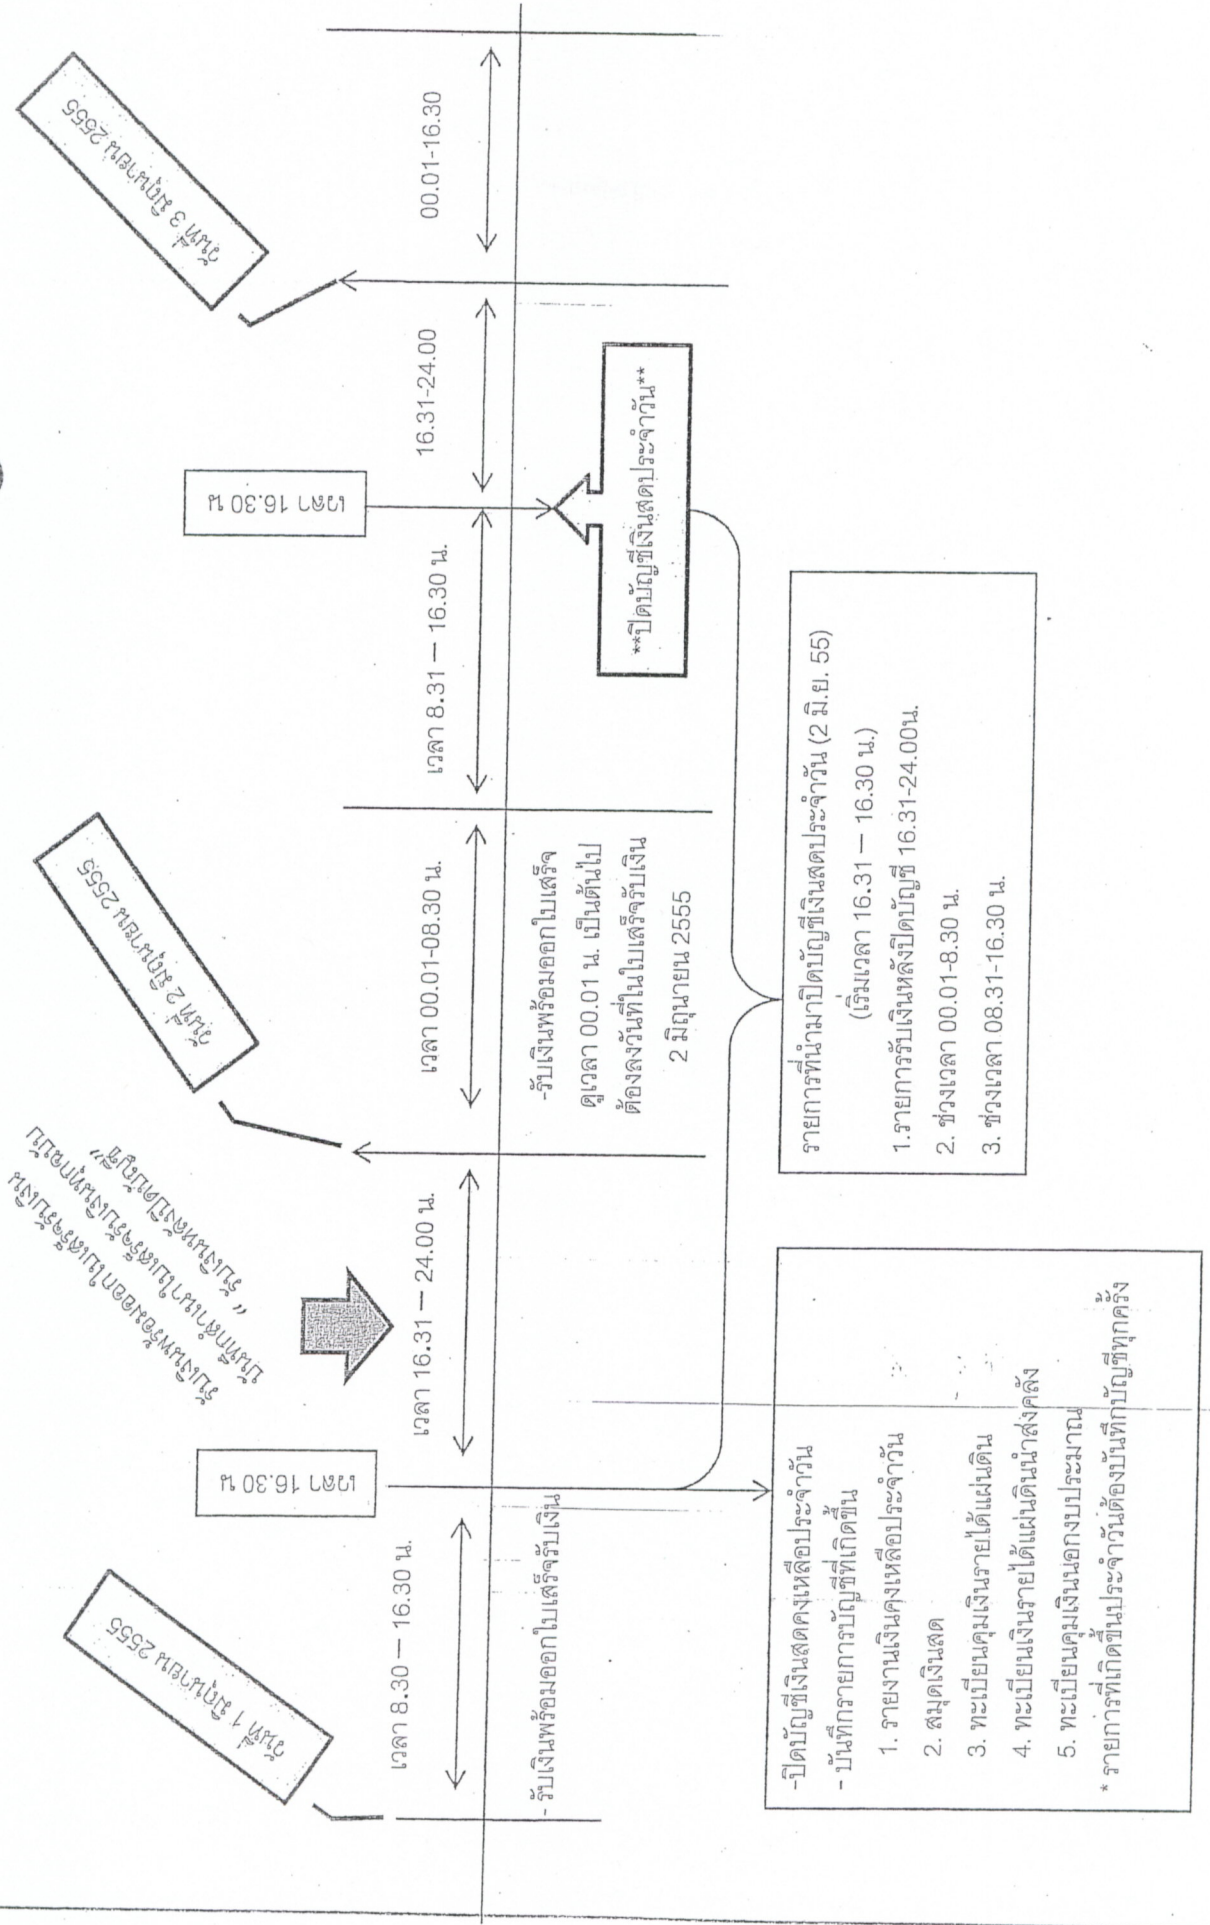 วันที่ 1 มิถุนายน 2555
เวลา 8.30 – 16.30 น.
- รับเงินพร้อมออกใบเสร็จรับเงิน
เวลา 16.30 น
รับเงินพร้อมออกใบเสร็จรับเงิน
บันทึกสำเนาใบเสร็จรับเงินทุกฉบับ
" รับเงินหลังปิดบัญชี"
เวลา 16.31 – 24.00 น.
วันที่ 2 มิถุนายน 2555
เวลา 00.01-08.30 น.
-รับเงินพร้อมออกใบเสร็จ
ดูเวลา 00.01 น. เป็นต้นไป
ต้องลงวันที่ในใบเสร็จรับเงิน
2 มิถุนายน 2555
เวลา 8.31 – 16.30 น.
เวลา 16.30 น
**ปิดบัญชีเงินสดประจำวัน**
16.31-24.00
วันที่ 3 มิถุนายน 2555
00.01-16.30
-ปิดบัญชีเงินสดคงเหลือประจำวัน
- บันทึกรายการบัญชีที่เกิดขึ้น
1. รายงานเงินคงเหลือประจำวัน
2. สมุดเงินสด
3. ทะเบียนคุมเงินรายได้แผ่นดิน
4. ทะเบียนเงินรายได้แผ่นดินนำส่งคลัง
5. ทะเบียนคุมเงินนอกงบประมาณ
* รายการที่เกิดขึ้นประจำวันต้องบันทึกบัญชีทุกครั้ง
รายการที่นำมาปิดบัญชีเงินสดประจำวัน (2 มิ.ย. 55)
(เริ่มเวลา 16.31 – 16.30 น.)
1.รายการรับเงินหลังปิดบัญชี 16.31-24.00น.
2. ช่วงเวลา 00.01-8.30 น.
3. ช่วงเวลา 08.31-16.30 น.